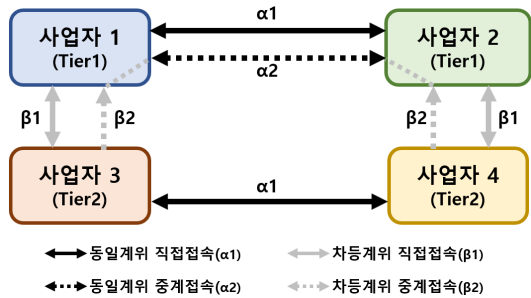 사업자 1
(Tier1)
α1
사업자 2
(Tier1)
α2
β1
β2
β2
β1
사업자 3
(Tier2)
α1
사업자 4
(Tier2)
동일계위 직접접속(α1)
차등계위 직접접속(β1)
동일계위 중계접속(α2)
차등계위 중계접속(β2)